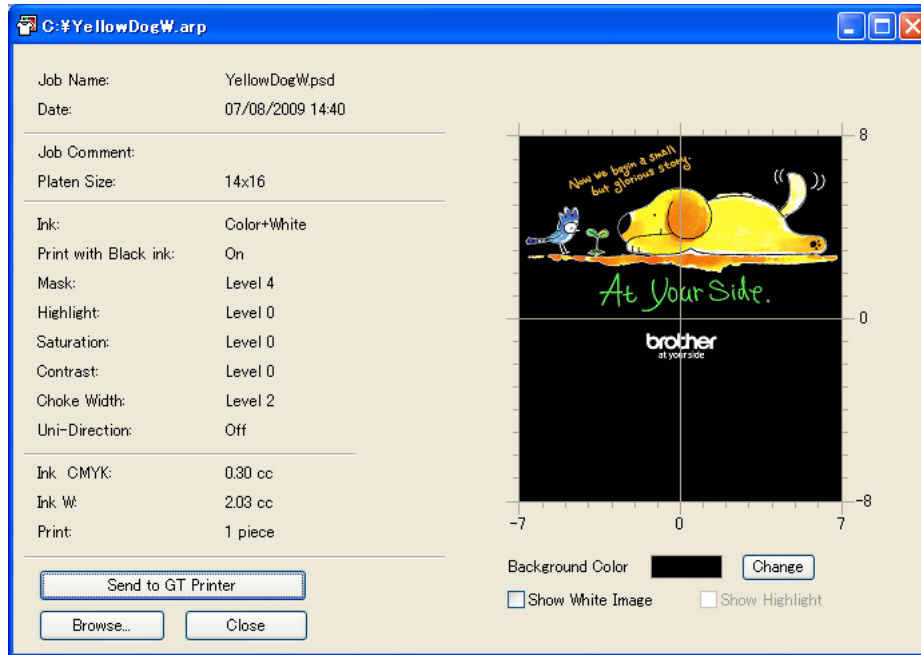 C:¥YellowDogW.arp
Job Name: YellowDogW.psd
Date: 07/08/2009 14:40
Job Comment:
Platen Size: 14x16
Ink: Color+White
Print with Black ink: On
Mask: Level 4
Highlight: Level 0
Saturation: Level 0
Contrast: Level 0
Choke Width: Level 2
Uni-Direction: Off
Ink CMYK: 0.30 cc
Ink W: 2.03 cc
Print: 1 piece
Send to GT Printer
Browse...
Close
8
Now we begin a small
but glorious story.
At Your Side.
0
brother
at your side
-8
-7
0
7
Background Color
Change
Show White Image
Show Highlight